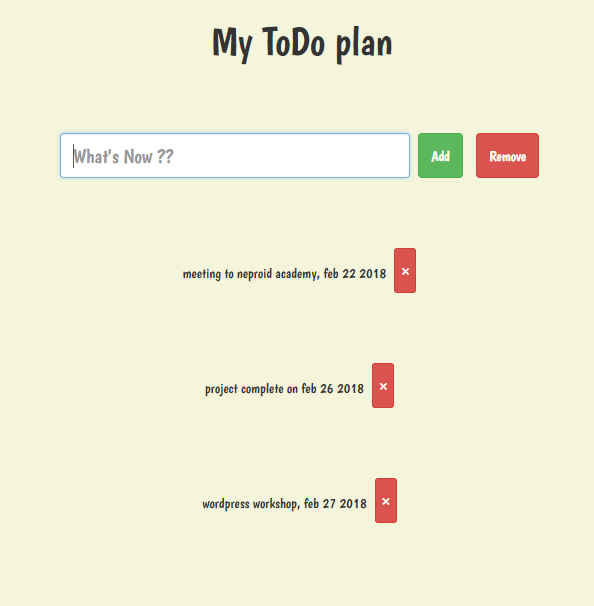 My ToDo plan
What's Now ??
Add
Remove
meeting to neproid academy, feb 22 2018
×
project complete on feb 26 2018
×
wordpress workshop, feb 27 2018
×